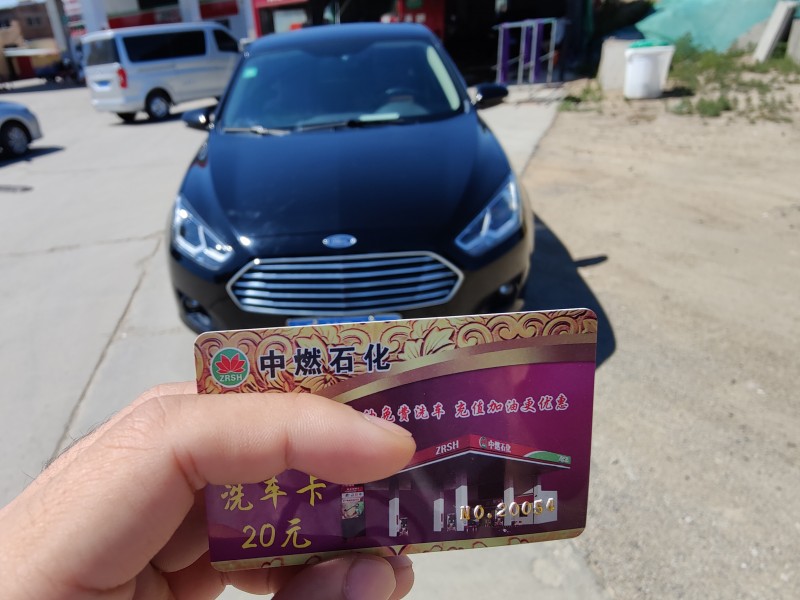 Ford
ZRSH
中燃石化
免费洗车 充值加油更优惠
ZRSH 中燃石化
洗车卡
20元
NO.20054